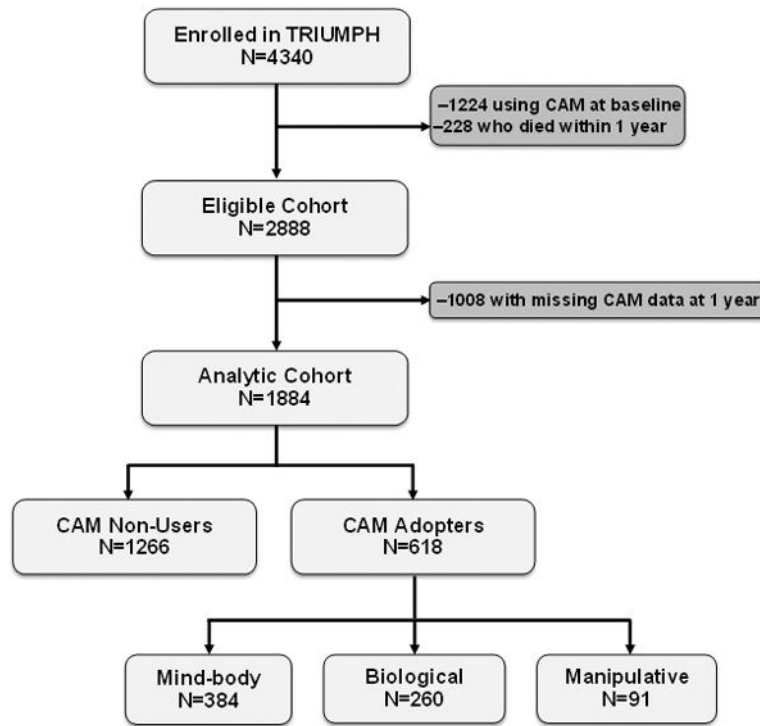 Enrolled in TRIUMPH
N=4340
–1224 using CAM at baseline
–228 who died within 1 year
Eligible Cohort
N=2888
–1008 with missing CAM data at 1 year
Analytic Cohort
N=1884
CAM Non-Users
N=1266
CAM Adopters
N=618
Mind-body
N=384
Biological
N=260
Manipulative
N=91